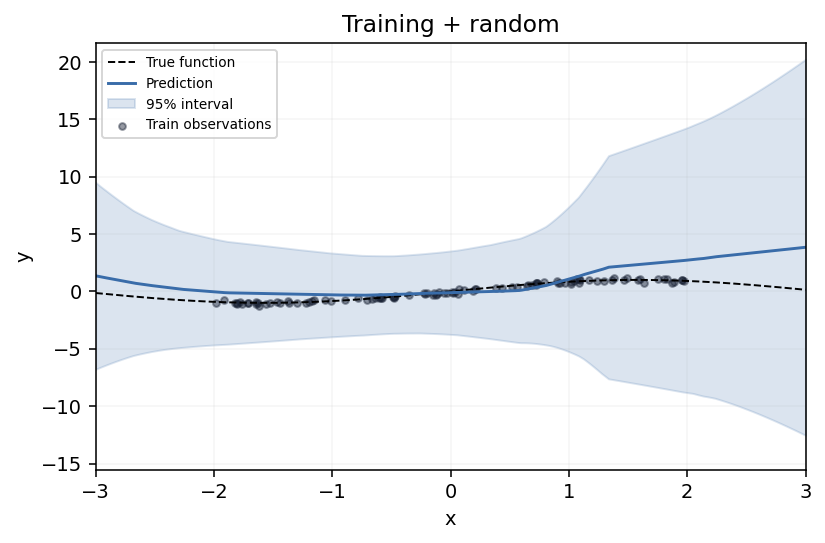 Training + random
True function
Prediction
95% interval
Train observations
y
20
15
10
5
0
−5
−10
−15
−3
−2
−1
0
1
2
3
x